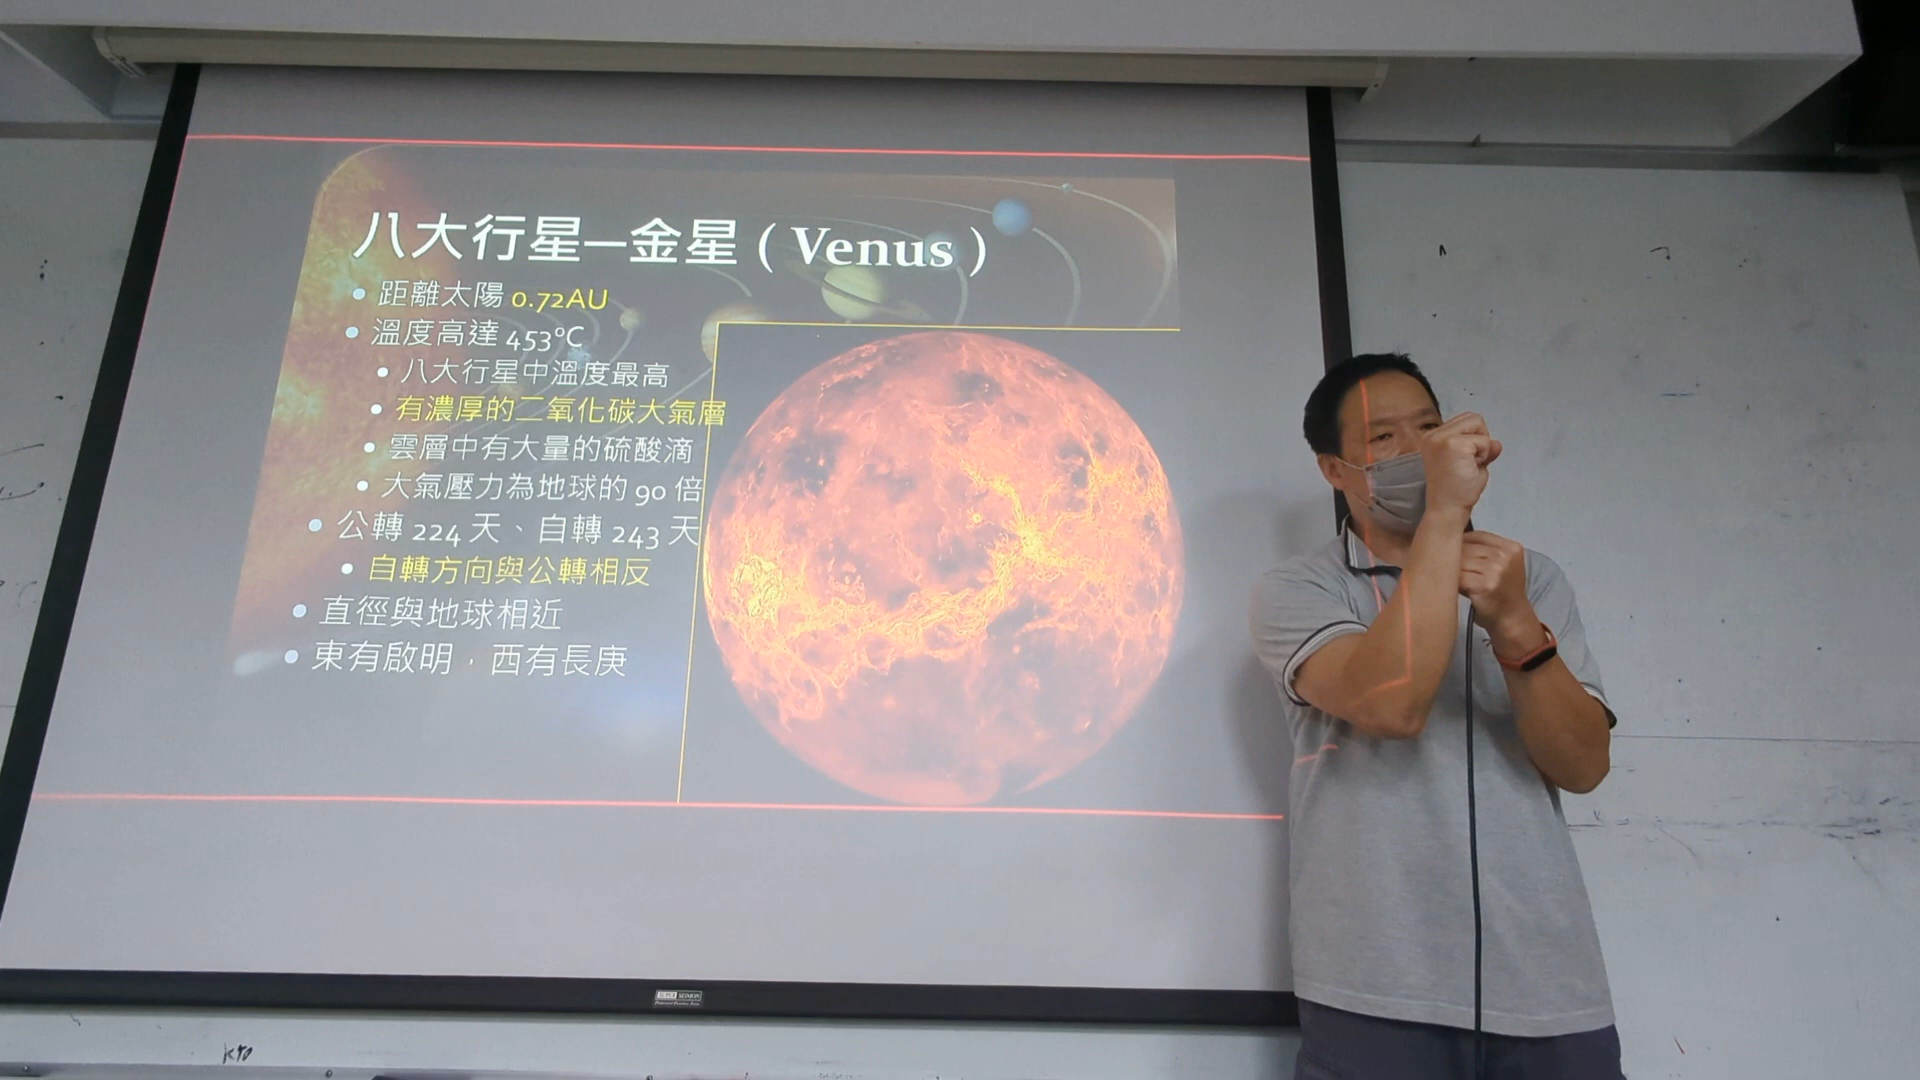 八大行星—金星（Venus）
距離太陽 0.72AU
溫度高達 453°C
八大行星中溫度最高
有濃厚的二氧化碳大氣層
雲層中有大量的硫酸滴
大氣壓力為地球的 90 倍
公轉 224 天、自轉 243 天
自轉方向與公轉相反
直徑與地球相近
東有啟明，西有長庚